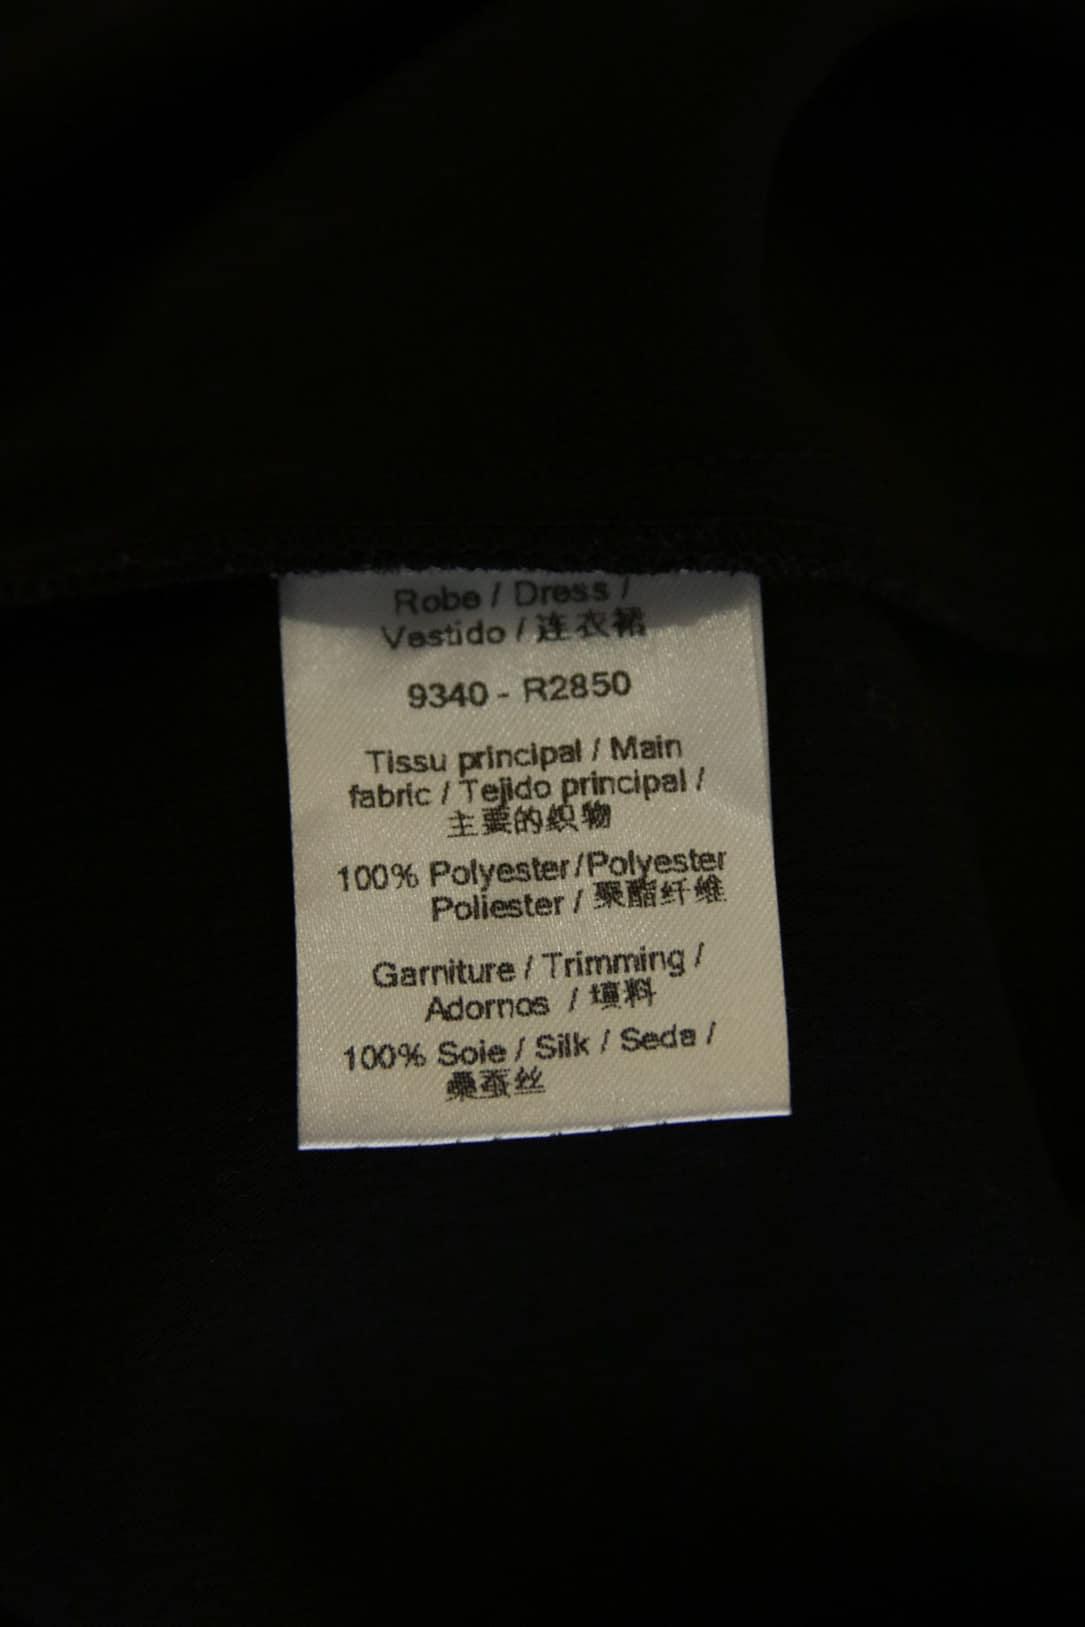 Robe / Dress /
Vestido / 连衣裙
9340 - R2850
Tissu principal / Main
fabric / Tejido principal /
主要的织物
100% Polyester/Polyester
Poliester / 聚酯纤维
Garniture / Trimming /
Adornos / 填料
100% Soie / Silk / Seda /
桑蚕丝